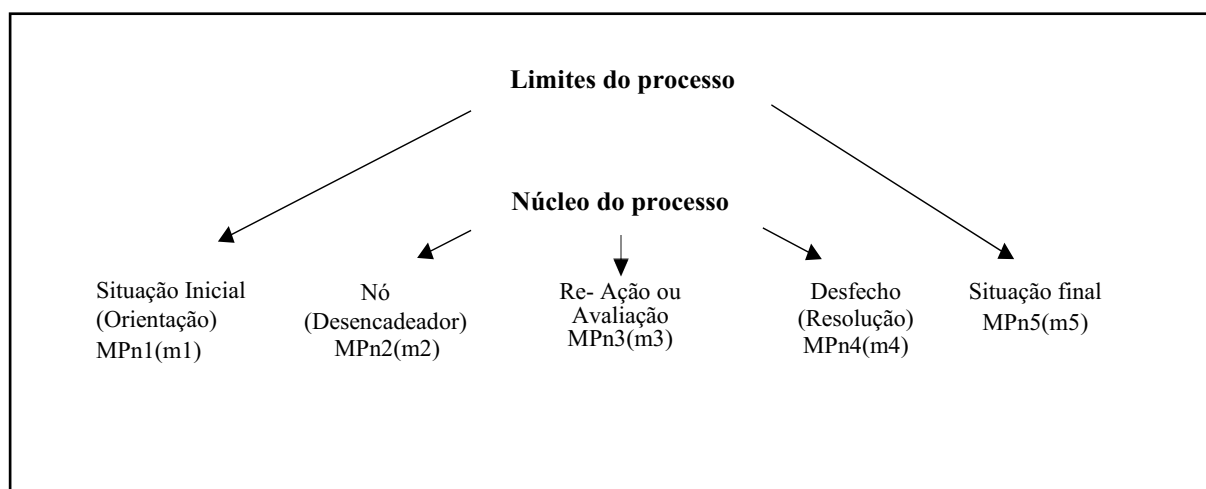 Limites do processo
Núcleo do processo
Situação Inicial
(Orientação)
MPn1(m1)
Nó
(Desencadeador)
MPn2(m2)
Re- Ação ou
Avaliação
MPn3(m3)
Desfecho
(Resolução)
MPn4(m4)
Situação final
MPn5(m5)